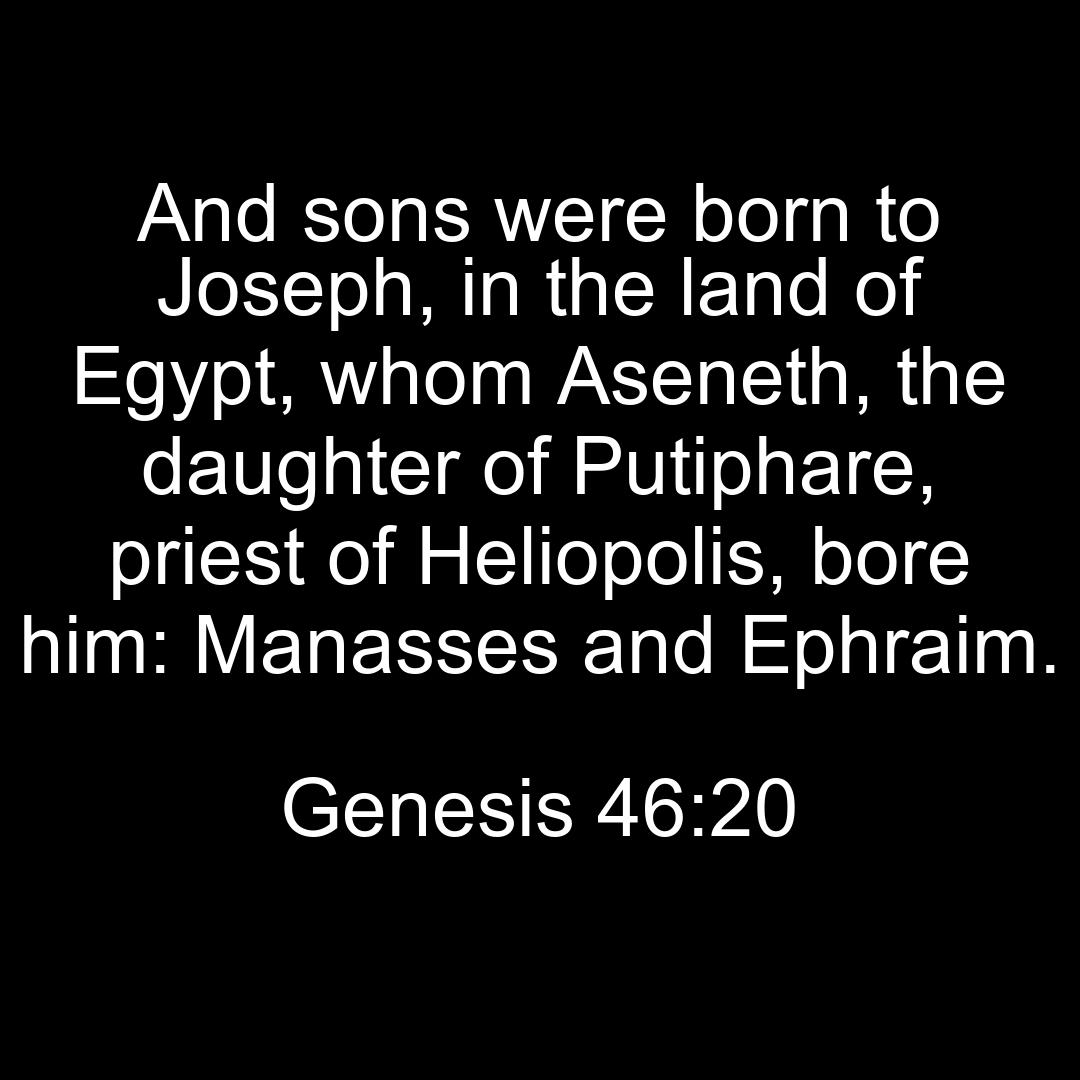 And sons were born to
Joseph, in the land of
Egypt, whom Aseneth, the
daughter of Putiphare,
priest of Heliopolis, bore
him: Manasses and Ephraim.
Genesis 46:20